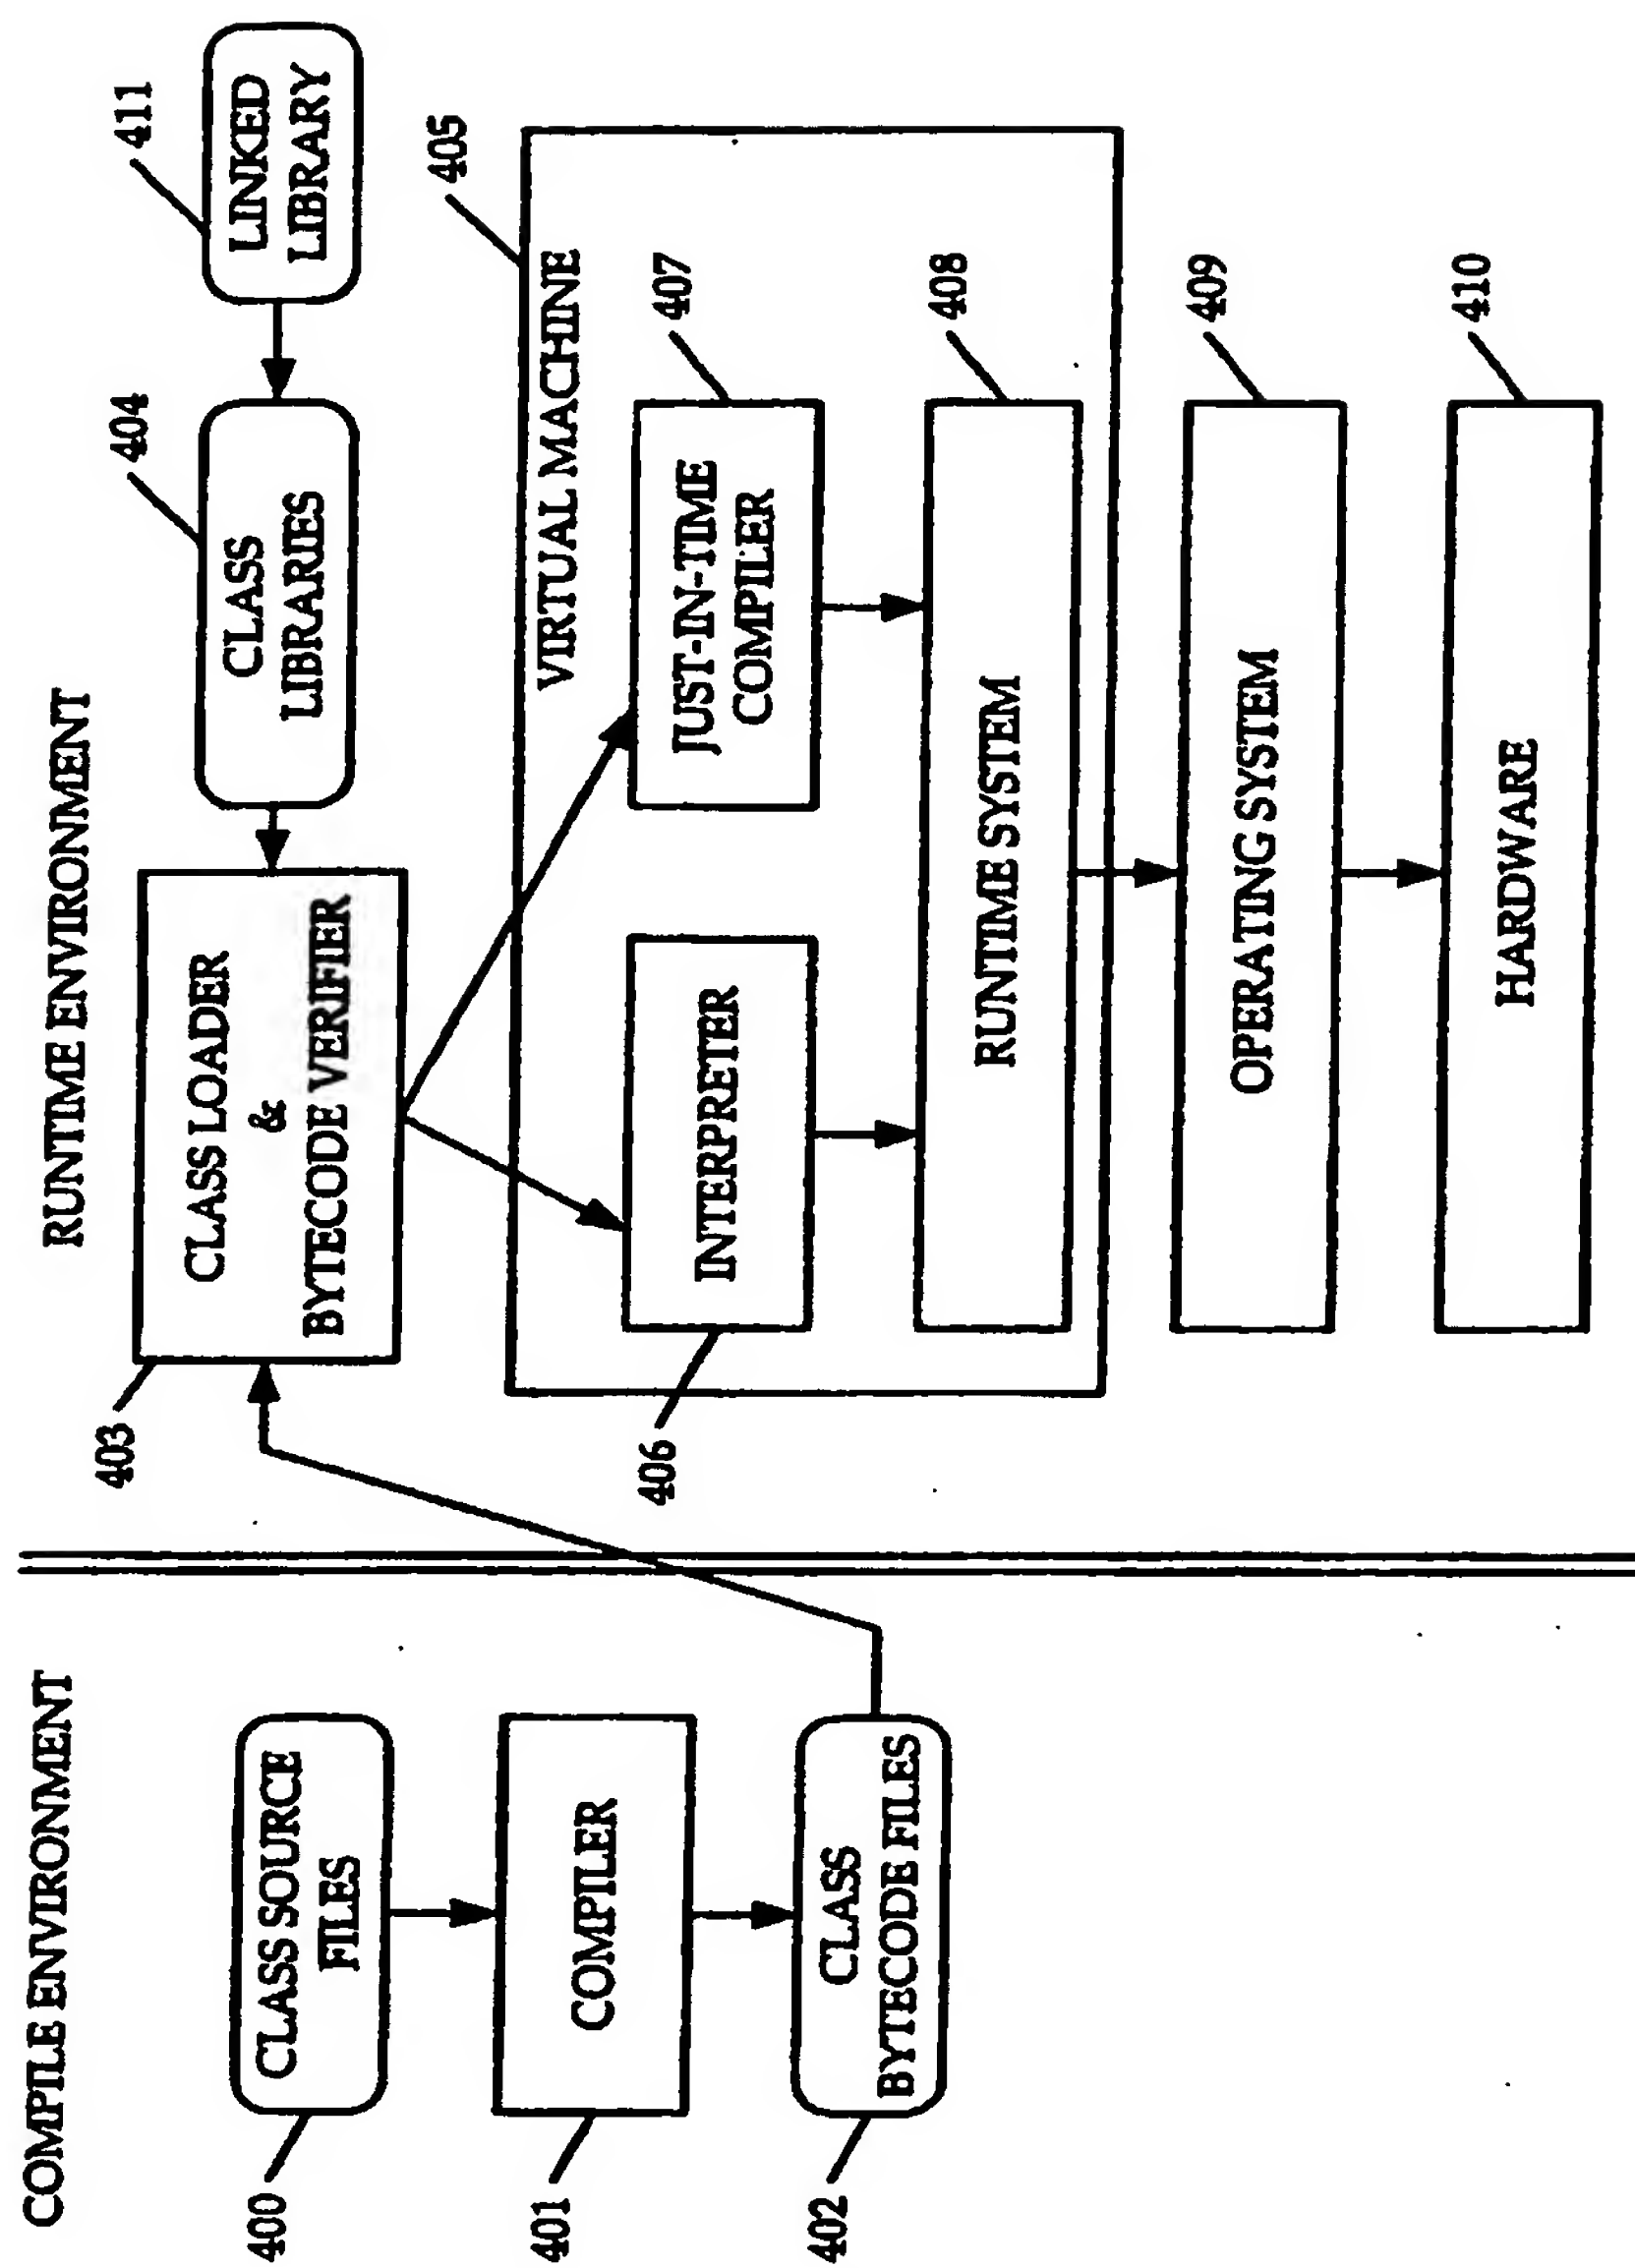 COMPILE ENVIRONMENT
CLASS SOURCE
FILES
400
COMPILER
401
CLASS
BYTECODE FILES
402
RUNTIME ENVIRONMENT
CLASS LOADER
&
BYTECODE VERIFIER
403
CLASS
LIBRARIES
404
LINKED
LIBRARY
411
VIRTUAL MACHINE
405
INTERPRETER
406
JUST-IN-TIME
COMPILER
407
RUNTIME SYSTEM
408
OPERATING SYSTEM
409
HARDWARE
410